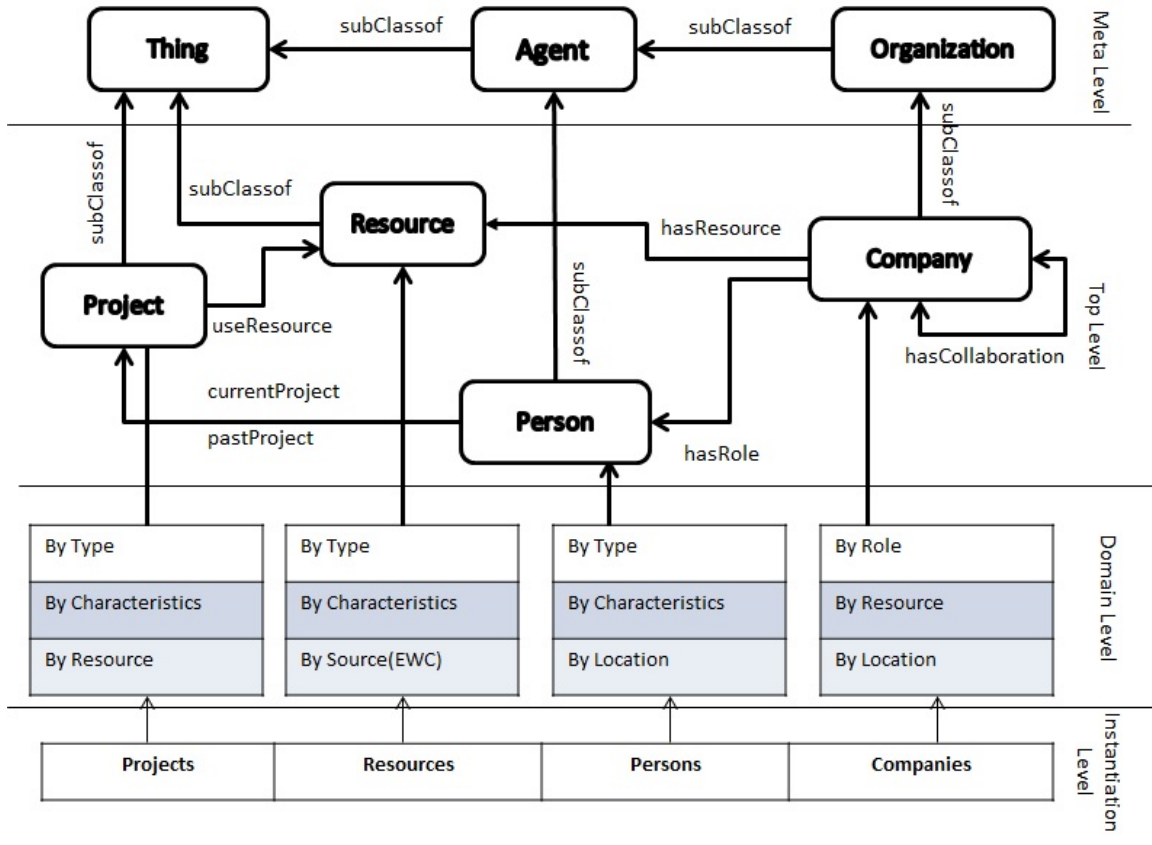 subClassof
subClassof
Thing
Agent
Organization
Meta Level
subClassof
subClassof
subClassof
Resource
hasResource
Company
subClassof
Project
useResource
hasCollaboration
Top Level
currentProject
Person
pastProject
hasRole
By Type
By Type
By Type
By Role
By Characteristics
By Characteristics
By Characteristics
By Resource
By Resource
By Source(EWC)
By Location
By Location
Domain Level
Projects
Resources
Persons
Companies
Instantiation
Level